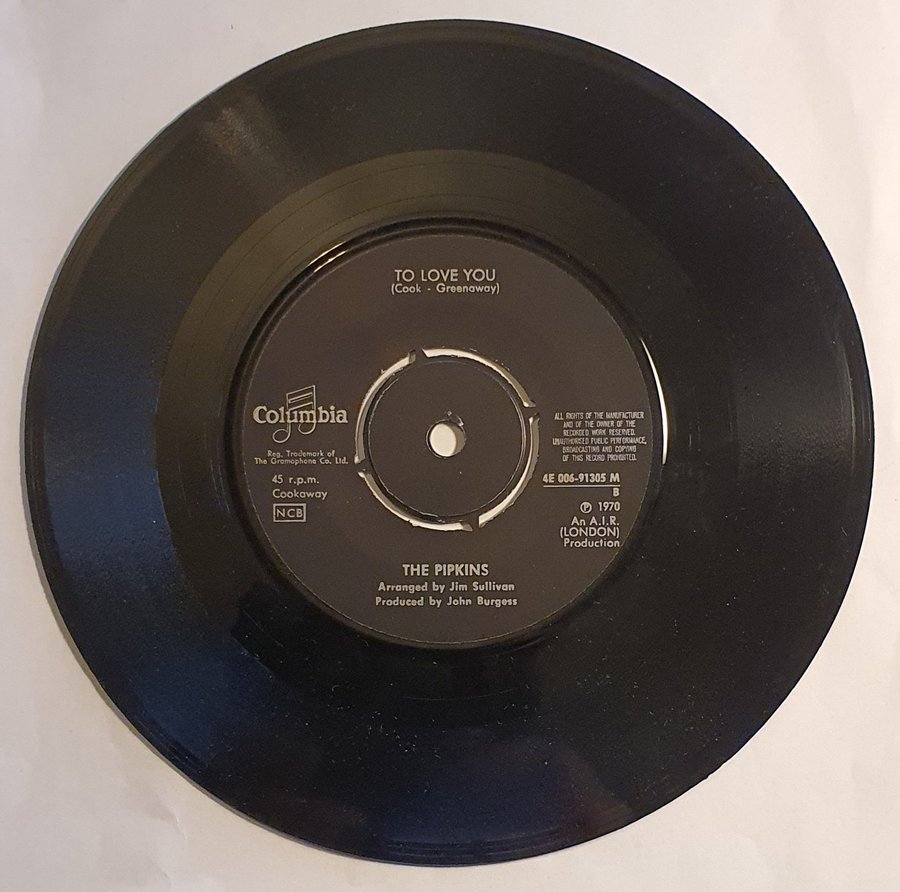 TO LOVE YOU
(Cook - Greenaway)
Columbia
Reg. Trademark of
The Gramophone Co. Ltd.
45 r.p.m.
Cookaway
NCB
ALL RIGHTS OF THE MANUFACTURER
AND OF THE OWNER OF THE
RECORDED WORK RESERVED.
UNAUTHORISED PUBLIC PERFORMANCE,
BROADCASTING AND COPYING
OF THIS RECORD PROHIBITED.
4E 006-91305 M
B
℗ 1970
An A.I.R.
(LONDON)
Production
THE PIPKINS
Arranged by Jim Sullivan
Produced by John Burgess